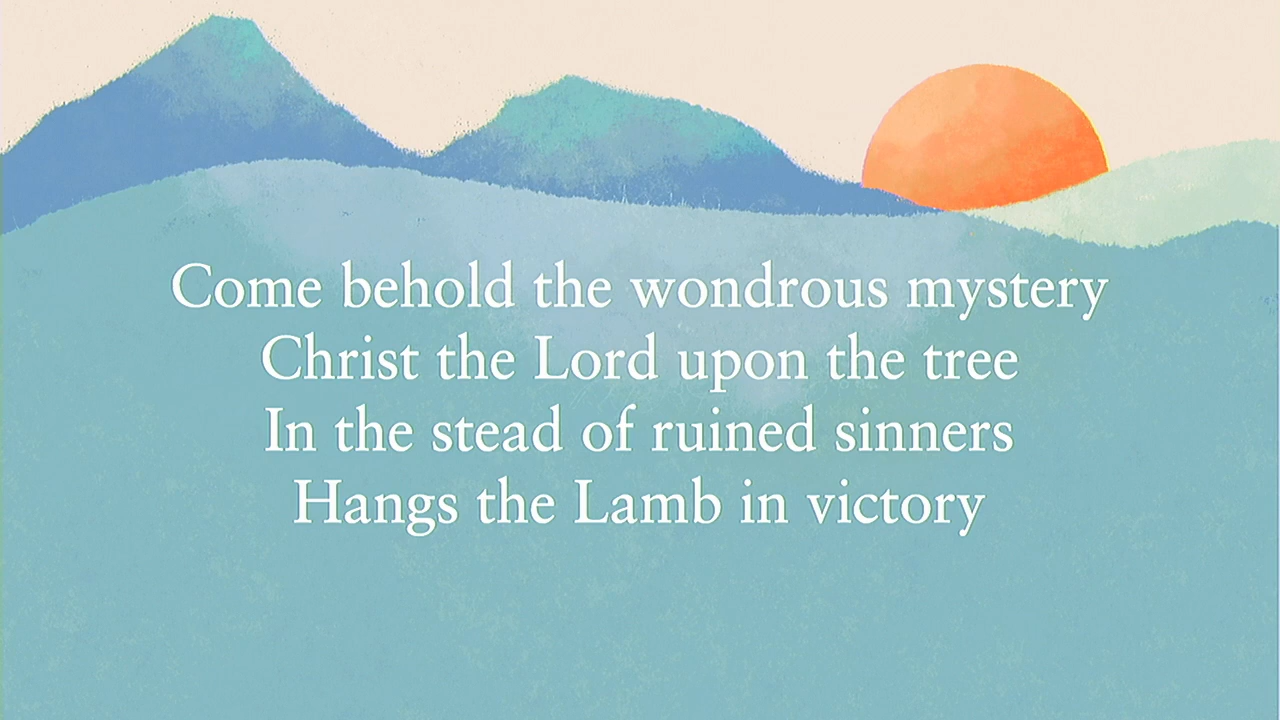 Come behold the wondrous mystery
Christ the Lord upon the tree
In the stead of ruined sinners
Hangs the Lamb in victory